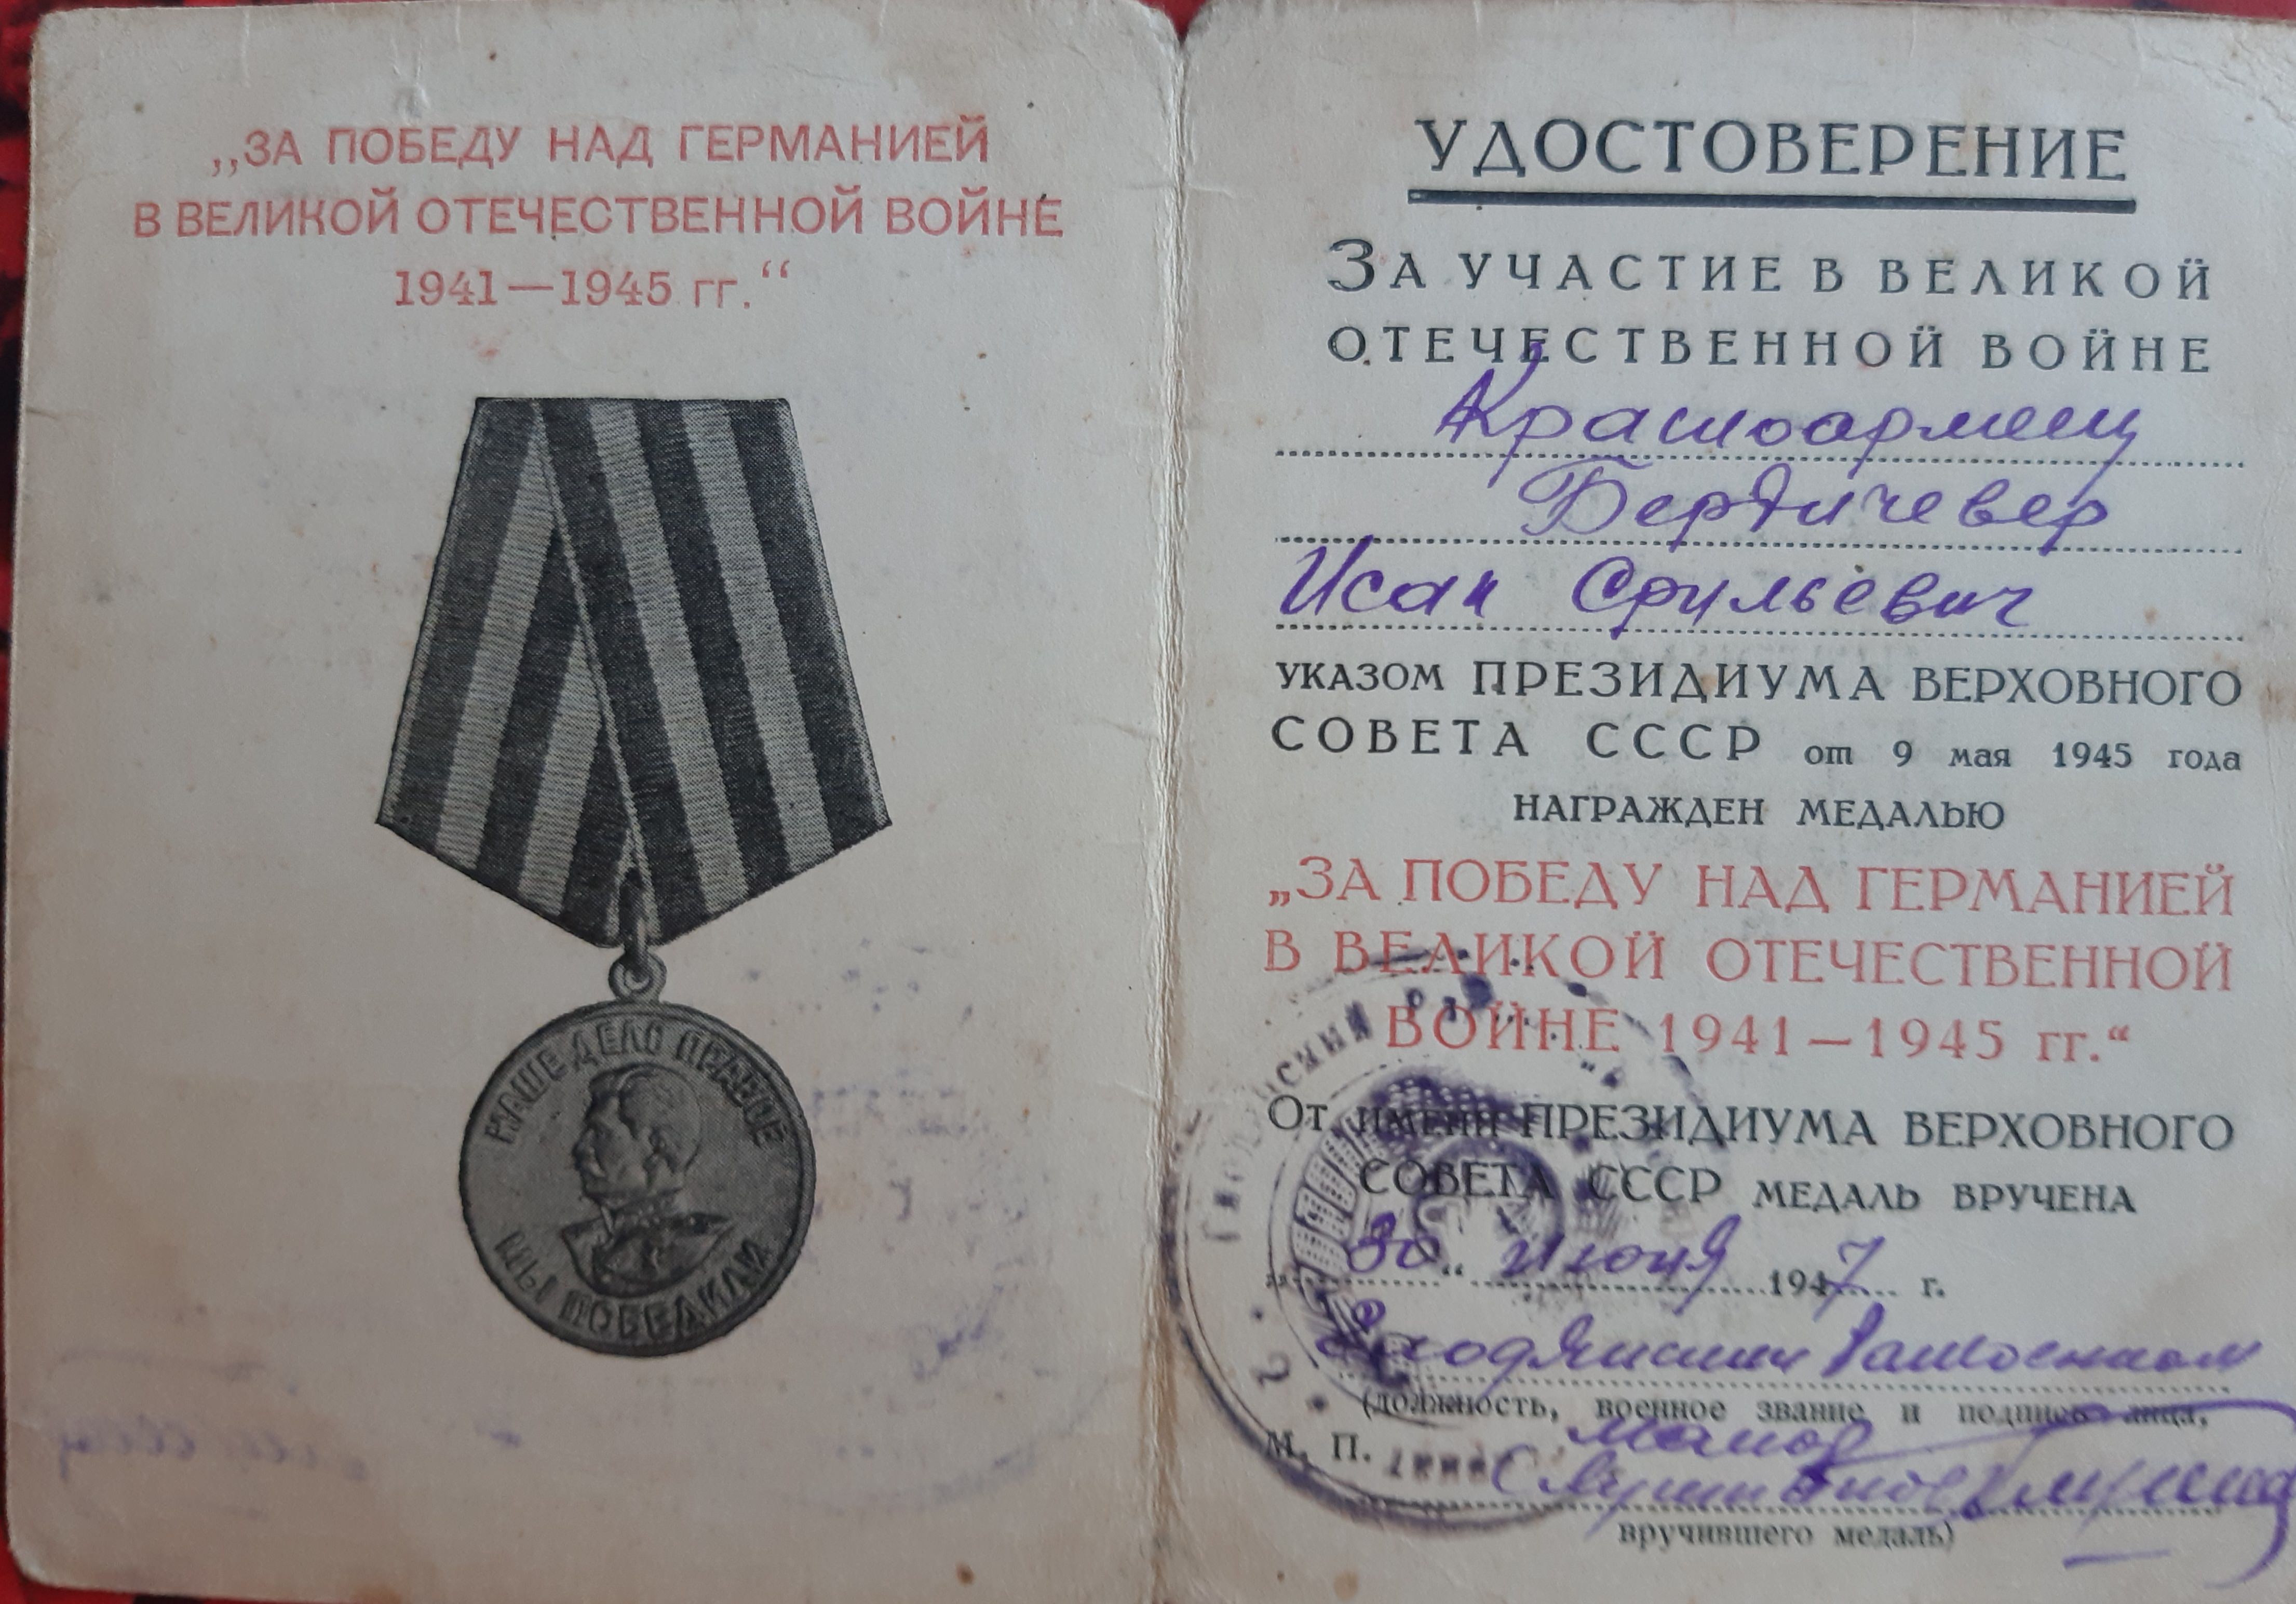 „ЗА ПОБЕДУ НАД ГЕРМАНИЕЙ
В ВЕЛИКОЙ ОТЕЧЕСТВЕННОЙ ВОЙНЕ
1941—1945 гг.“
НАШЕ ДЕЛО ПРАВОЕ
МЫ ПОБЕДИЛИ
УДОСТОВЕРЕНИЕ
ЗА УЧАСТИЕ В ВЕЛИКОЙ
ОТЕЧЕСТВЕННОЙ ВОЙНЕ
Красноармеец
Бердичевер
Исак Срульевич
УКАЗОМ ПРЕЗИДИУМА ВЕРХОВНОГО
СОВЕТА СССР от 9 мая 1945 года
НАГРАЖДЕН МЕДАЛЬЮ
„ЗА ПОБЕДУ НАД ГЕРМАНИЕЙ
В ВЕЛИКОЙ ОТЕЧЕСТВЕННОЙ
ВОЙНЕ 1941—1945 гг.“
От имени ПРЕЗИДИУМА ВЕРХОВНОГО
СОВЕТА СССР МЕДАЛЬ ВРУЧЕНА
30 “ Июня 1947 г.
(должность, военное звание и подпись лица,
майор
М. П.
вручившего медаль)